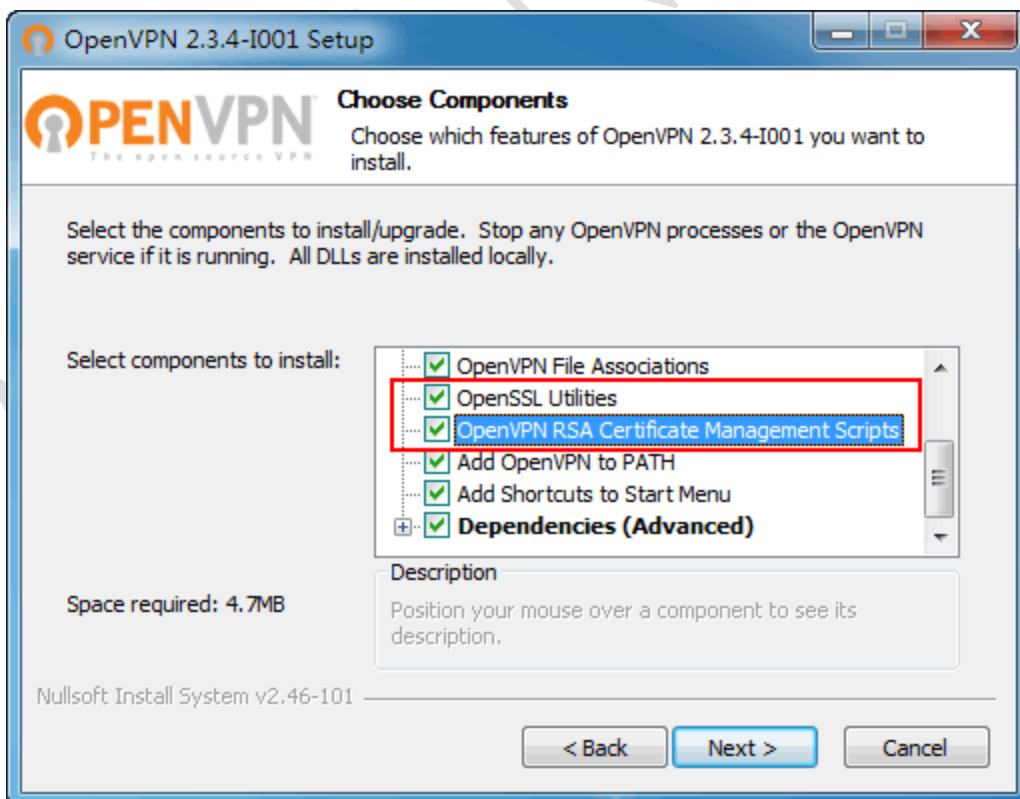 OpenVPN 2.3.4-I001 Setup
OPENVPN
The open source VPN
Choose Components
Choose which features of OpenVPN 2.3.4-I001 you want to
install.
Select the components to install/upgrade. Stop any OpenVPN processes or the OpenVPN
service if it is running. All DLLs are installed locally.
Select components to install:
OpenVPN File Associations
OpenSSL Utilities
OpenVPN RSA Certificate Management Scripts
Add OpenVPN to PATH
Add Shortcuts to Start Menu
Dependencies (Advanced)
Space required: 4.7MB
Description
Position your mouse over a component to see its
description.
Nullsoft Install System v2.46-101
< Back
Next >
Cancel